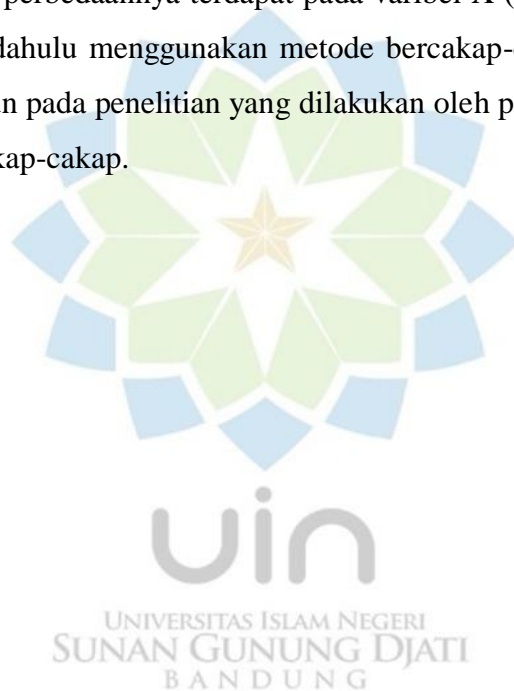 perbedaannya terdapat pada varibel X (
dahulu menggunakan metode bercakap-
pada penelitian yang dilakukan oleh
kap-cakap.
uin
UNIVERSITAS ISLAM NEGERI
SUNAN GUNUNG DJATI
BANDUNG